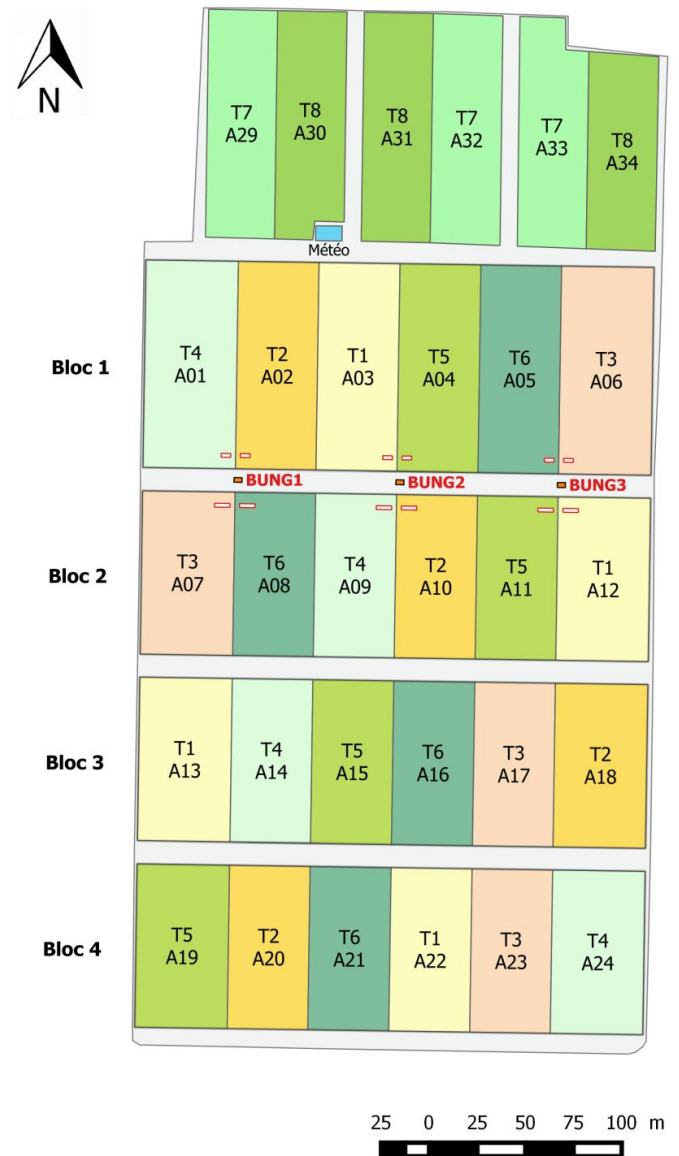 N
T7
A29
T8
A30
T8
A31
T7
A32
T7
A33
T8
A34
Météo
Bloc 1
T4
A01
T2
A02
T1
A03
T5
A04
T6
A05
T3
A06
BUNG1
BUNG2
BUNG3
Bloc 2
T3
A07
T6
A08
T4
A09
T2
A10
T5
A11
T1
A12
Bloc 3
T1
A13
T4
A14
T5
A15
T6
A16
T3
A17
T2
A18
Bloc 4
T5
A19
T2
A20
T6
A21
T1
A22
T3
A23
T4
A24
25 0 25 50 75 100 m